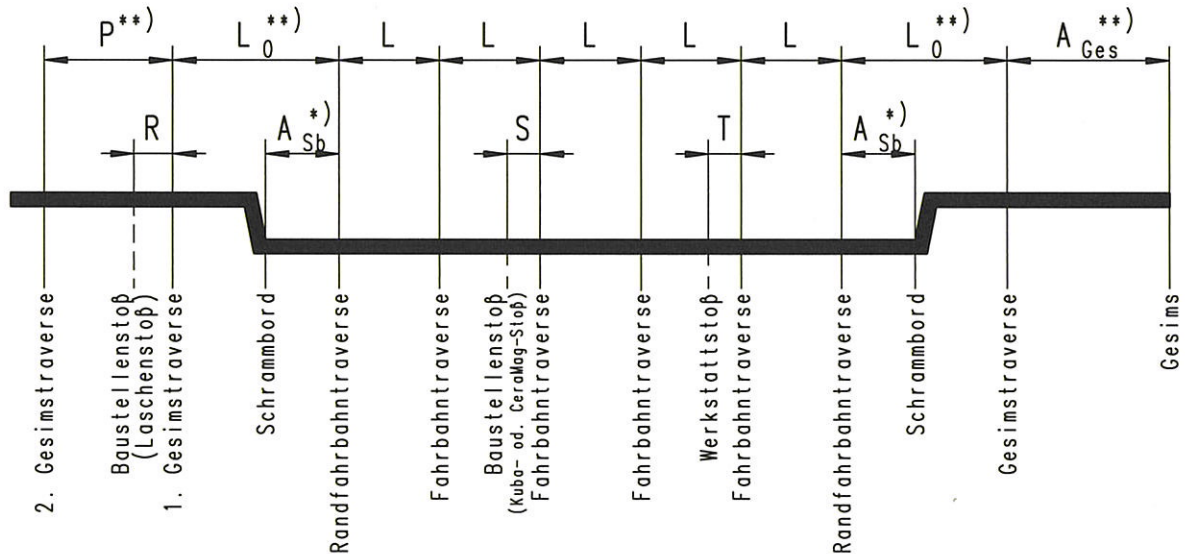 P**) L0**) L L L L L L0**) AGes**)
R ASb*) S T ASb*)
2. Gesimstraverse
Baustellenstoß
(Laschenstoß)
1. Gesimstraverse
Schrammbord
Randfahrbahntraverse
Fahrbahntraverse
Baustellenstoß
(Kuba- od. CeraMag-Stoß)
Fahrbahntraverse
Fahrbahntraverse
Werkstattstoß
Fahrbahntraverse
Randfahrbahntraverse
Schrammbord
Gesimstraverse
Gesims